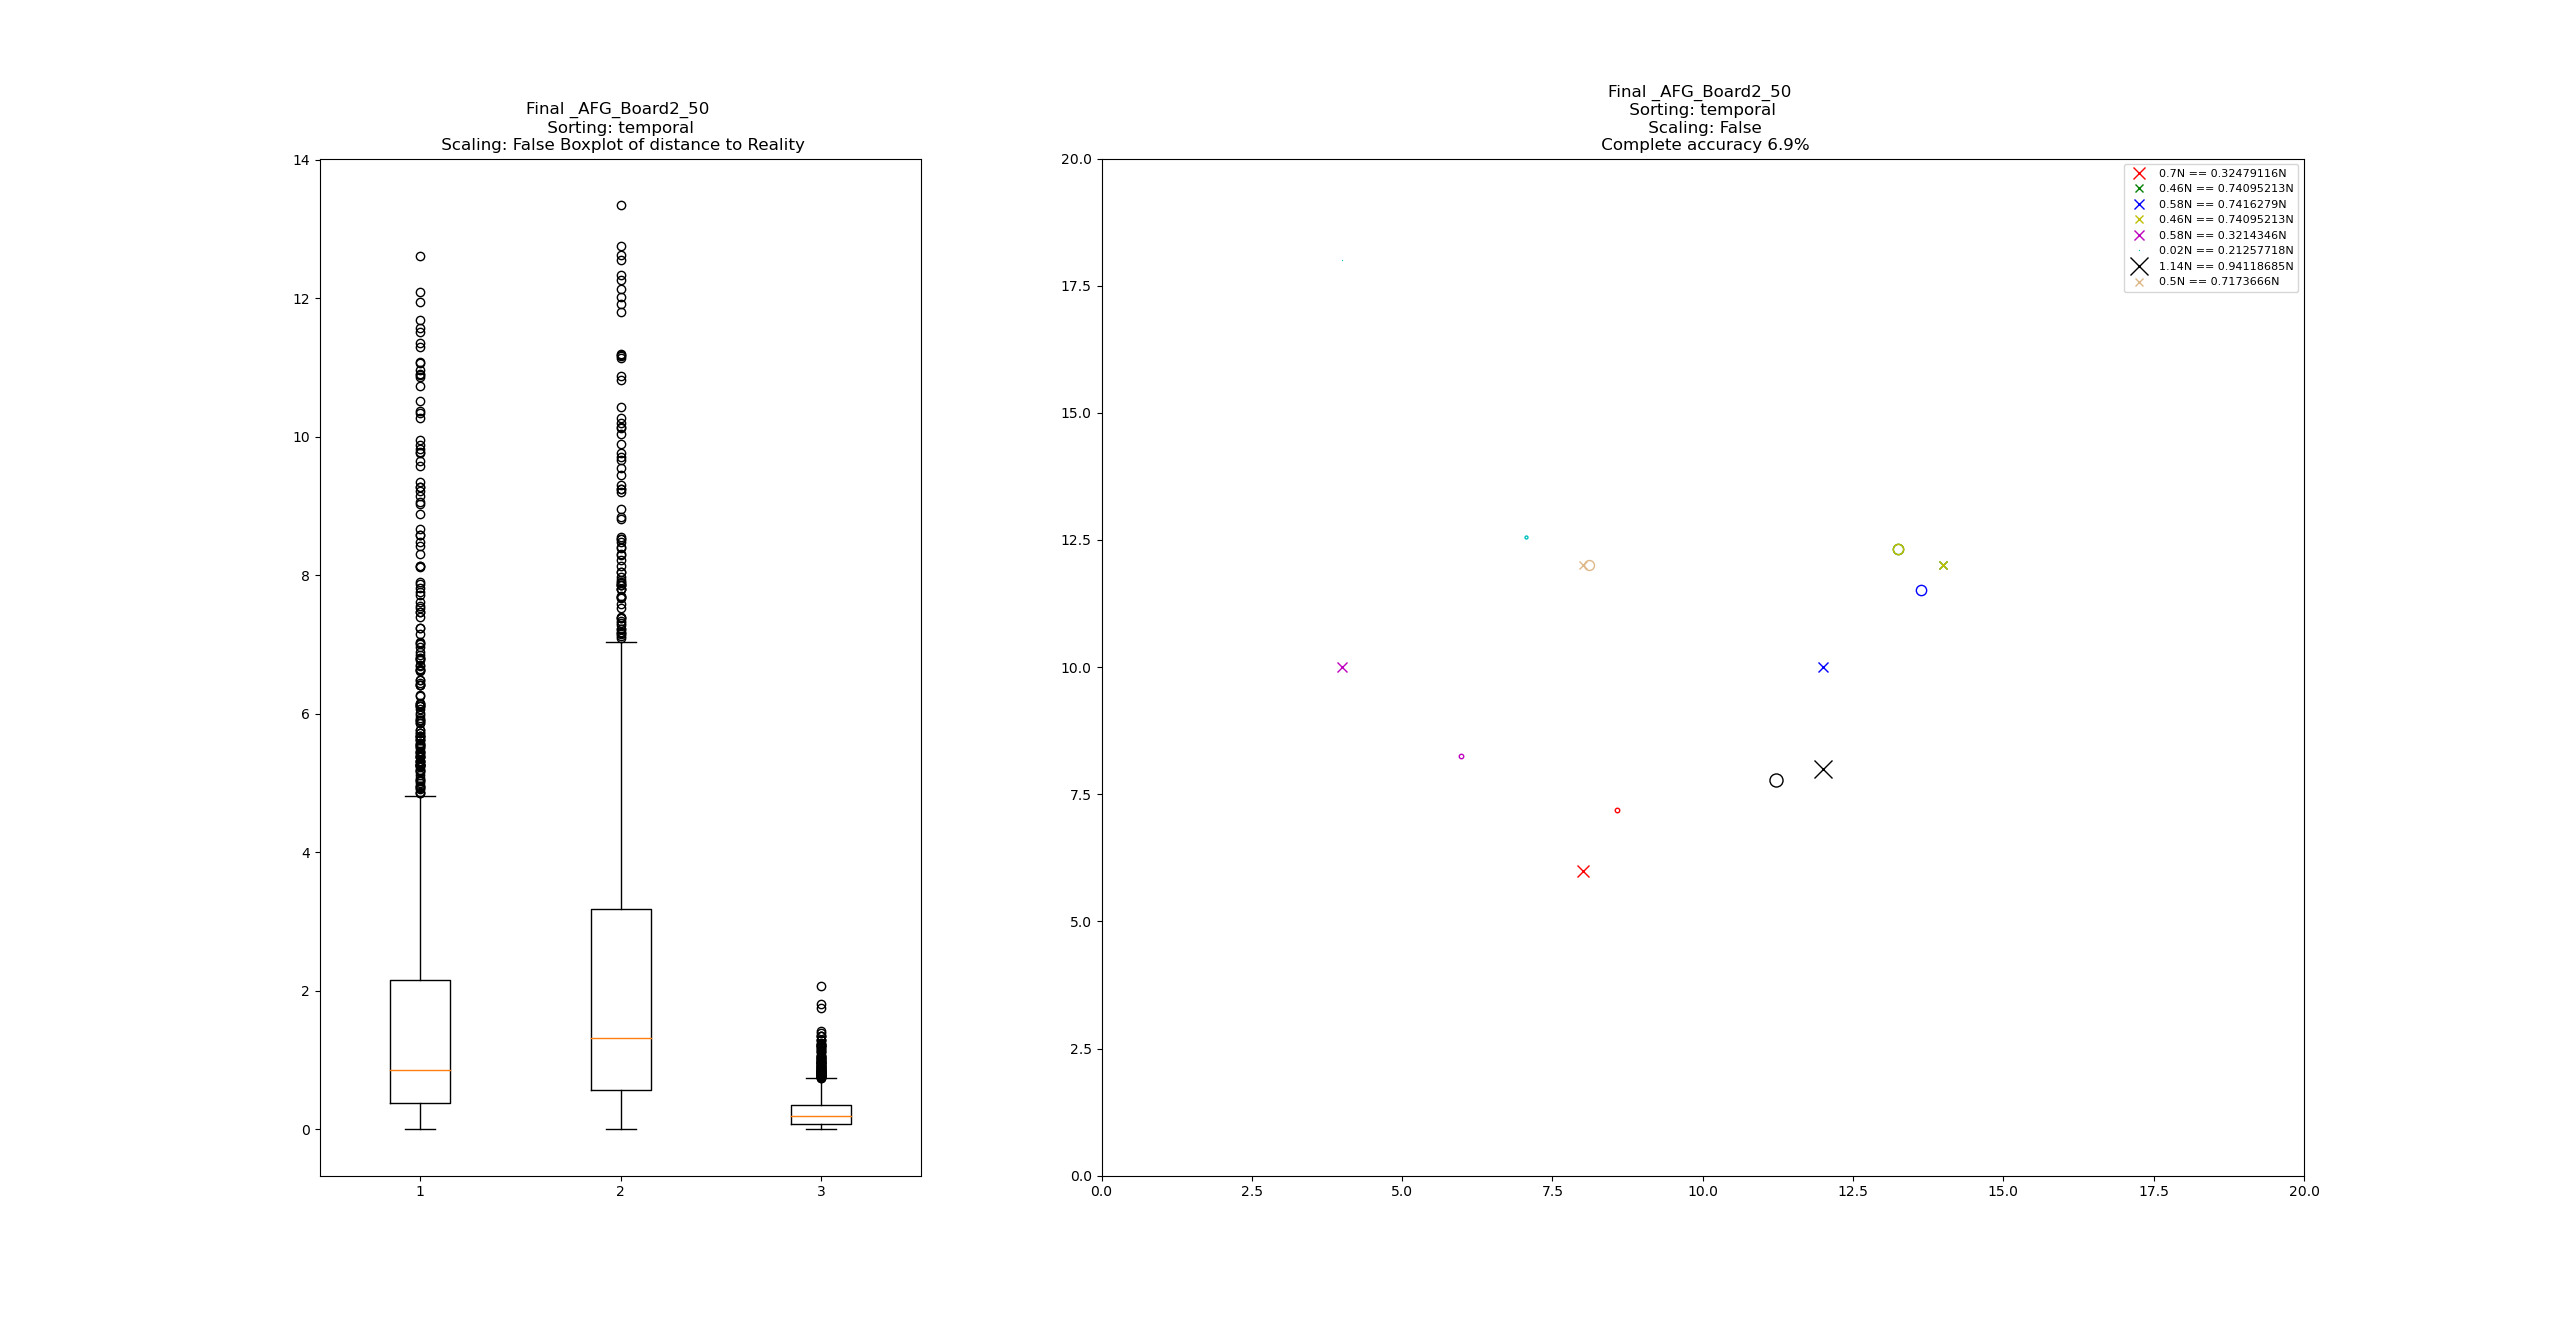 Final _AFG_Board2_50
Sorting: temporal
Scaling: False Boxplot of distance to Reality
14
12
10
8
6
4
2
0
1 2 3
Final _AFG_Board2_50
Sorting: temporal
Scaling: False
Complete accuracy 6.9%
20.0
17.5
15.0
12.5
10.0
7.5
5.0
2.5
0.0
0.0 2.5 5.0 7.5 10.0 12.5 15.0 17.5 20.0
0.7N == 0.32479116N
0.46N == 0.74095213N
0.58N == 0.7416279N
0.46N == 0.74095213N
0.58N == 0.3214346N
0.02N == 0.21257718N
1.14N == 0.94118685N
0.5N == 0.7173666N